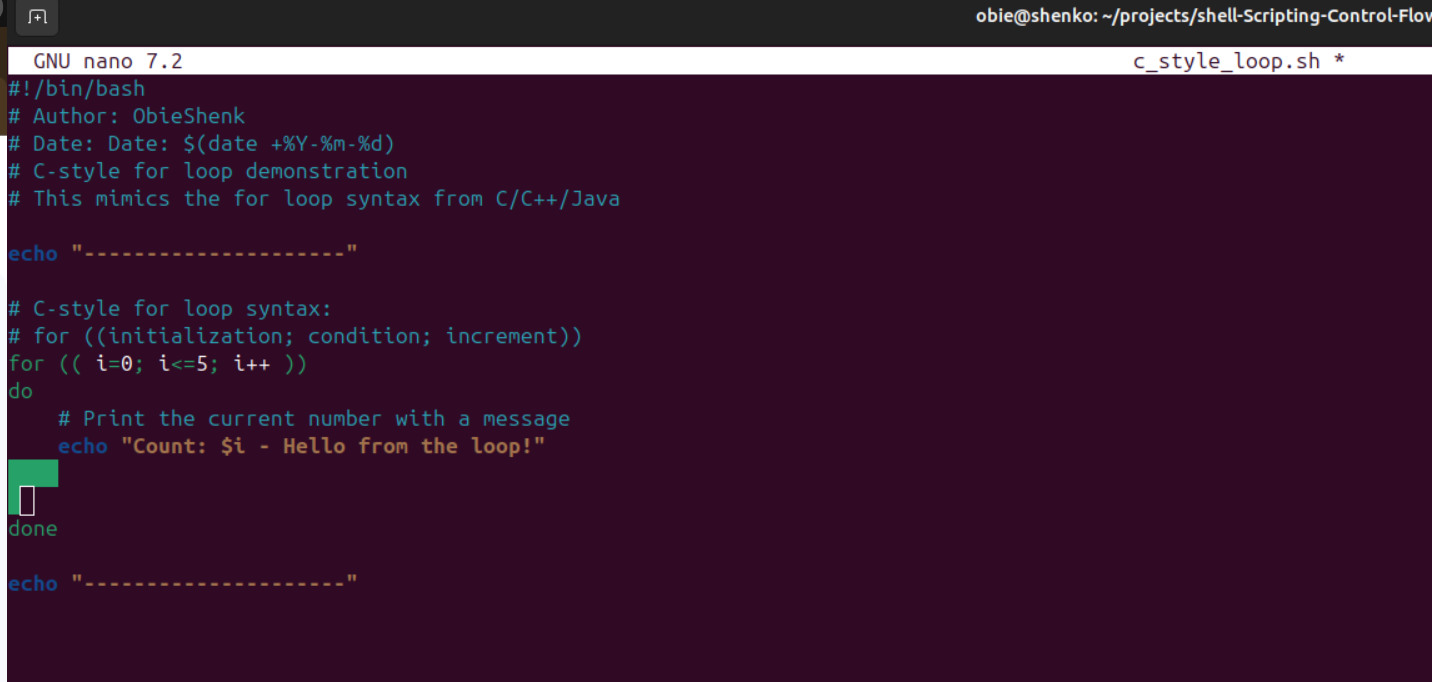 obie@shenko: ~/projects/shell-Scripting-Control-Flow
GNU nano 7.2 c_style_loop.sh *
#!/bin/bash
# Author: ObieShenk
# Date: Date: $(date +%Y-%m-%d)
# C-style for loop demonstration
# This mimics the for loop syntax from C/C++/Java
echo "---------------------"
# C-style for loop syntax:
# for ((initialization; condition; increment))
for (( i=0; i<=5; i++ ))
do
    # Print the current number with a message
    echo "Count: $i - Hello from the loop!"
done
echo "---------------------"